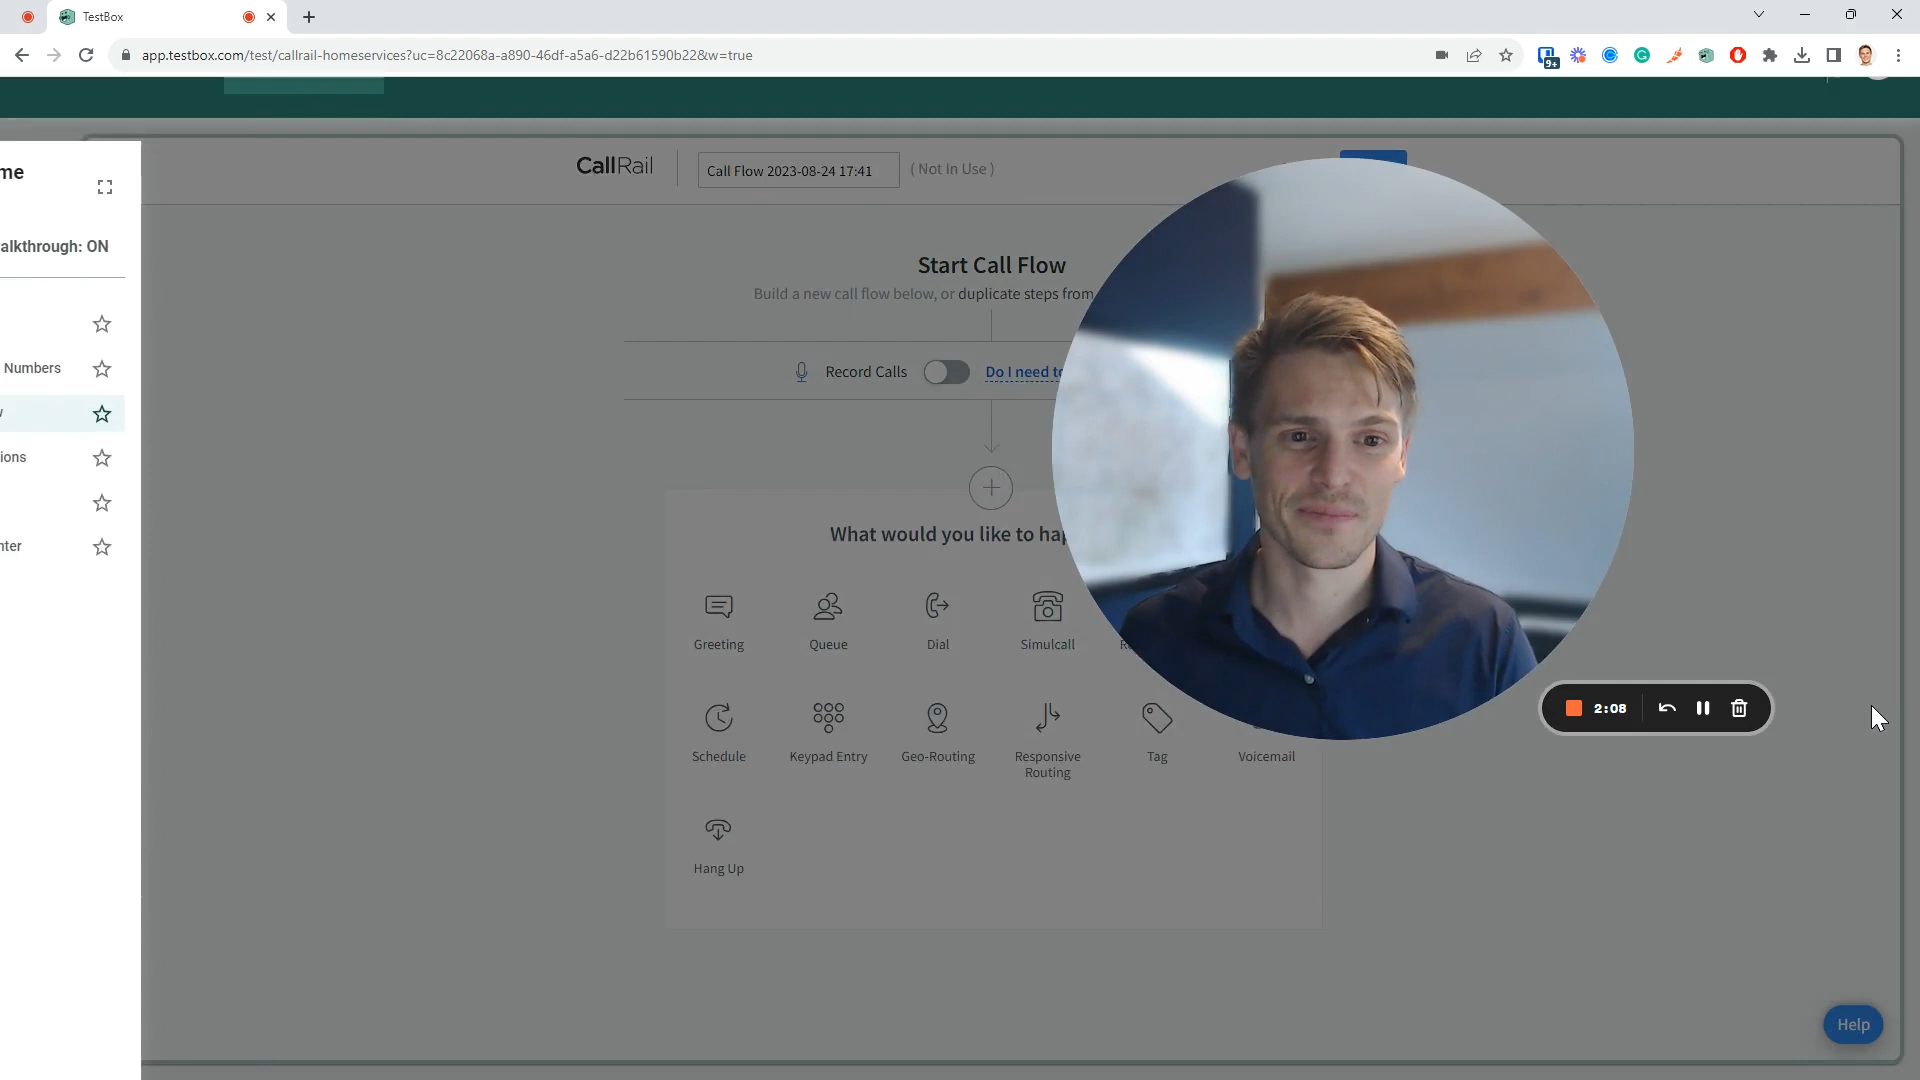 TestBox
app.testbox.com/test/callrail-homeservices?uc=8c22068a-a890-46df-a5a6-d22b61590b22&w=true
9+
me
CallRail
Call Flow 2023-08-24 17:41
( Not In Use )
alkthrough: ON
Start Call Flow
Build a new call flow below, or duplicate steps from
Numbers
Record Calls
Do I need to
ions
nter
What would you like to hap
Greeting
Queue
Dial
Simulcall
Schedule
Keypad Entry
Geo-Routing
Responsive
Routing
Tag
Voicemail
Hang Up
2:08
Help